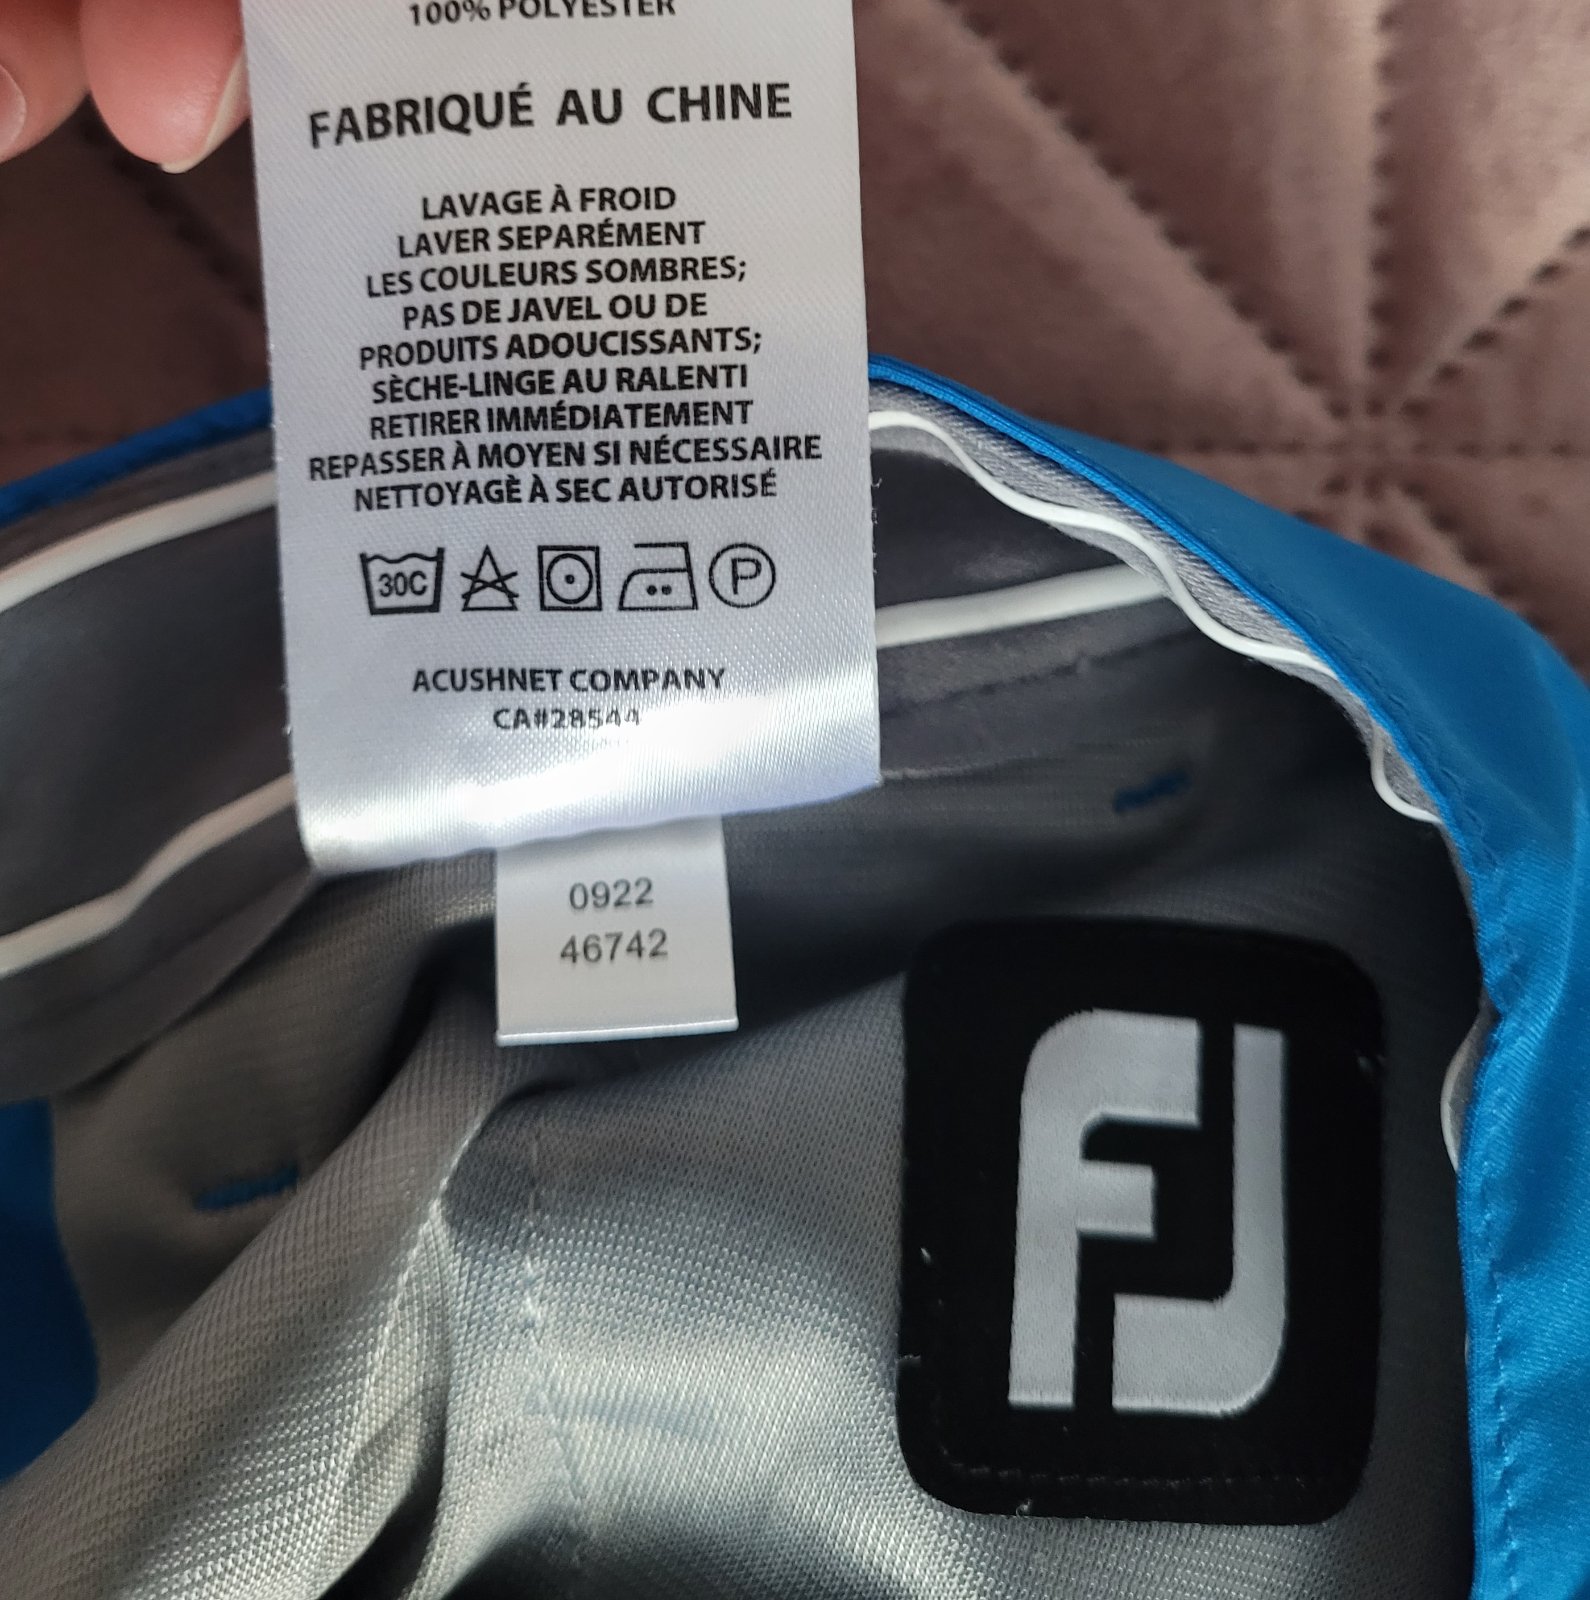 100% POLYESTER
FABRIQUÉ AU CHINE
LAVAGE À FROID
LAVER SEPARÉMENT
LES COULEURS SOMBRES;
PAS DE JAVEL OU DE
PRODUITS ADOUCISSANTS;
SÈCHE-LINGE AU RALENTI
RETIRER IMMÉDIATEMENT
REPASSER À MOYEN SI NÉCESSAIRE
NETTOYAGÈ À SEC AUTORISÉ
30C P
ACUSHNET COMPANY
CA#28544
0922
46742
FJ